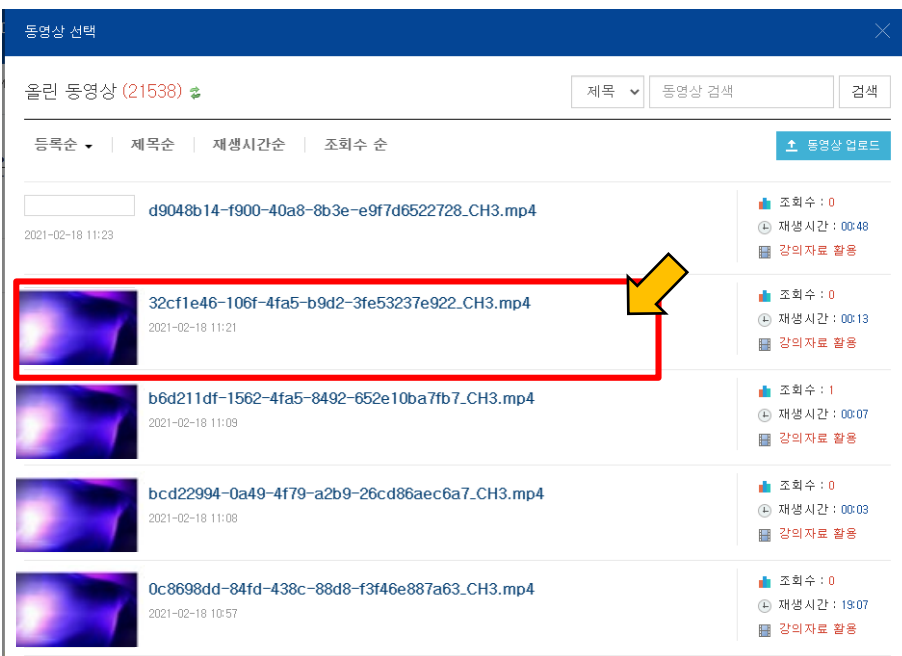 동영상 선택
올린 동영상 (21538)
제목 동영상 검색 검색
등록순 제목순 재생시간순 조회수 순
동영상 업로드
d9048b14-f900-40a8-8b3e-e9f7d6522728_CH3.mp4
2021-02-18 11:23
조회수 : 0
재생시간 : 00:48
강의자료 활용
32cf1e46-106f-4fa5-b9d2-3fe53237e922_CH3.mp4
2021-02-18 11:21
조회수 : 0
재생시간 : 00:13
강의자료 활용
b6d211df-1562-4fa5-8492-652e10ba7fb7_CH3.mp4
2021-02-18 11:09
조회수 : 1
재생시간 : 00:07
강의자료 활용
bcd22994-0a49-4f79-a2b9-26cd86aec6a7_CH3.mp4
2021-02-18 11:08
조회수 : 0
재생시간 : 00:03
강의자료 활용
0c8698dd-84fd-438c-88d8-f3f46e887a63_CH3.mp4
2021-02-18 10:57
조회수 : 0
재생시간 : 19:07
강의자료 활용